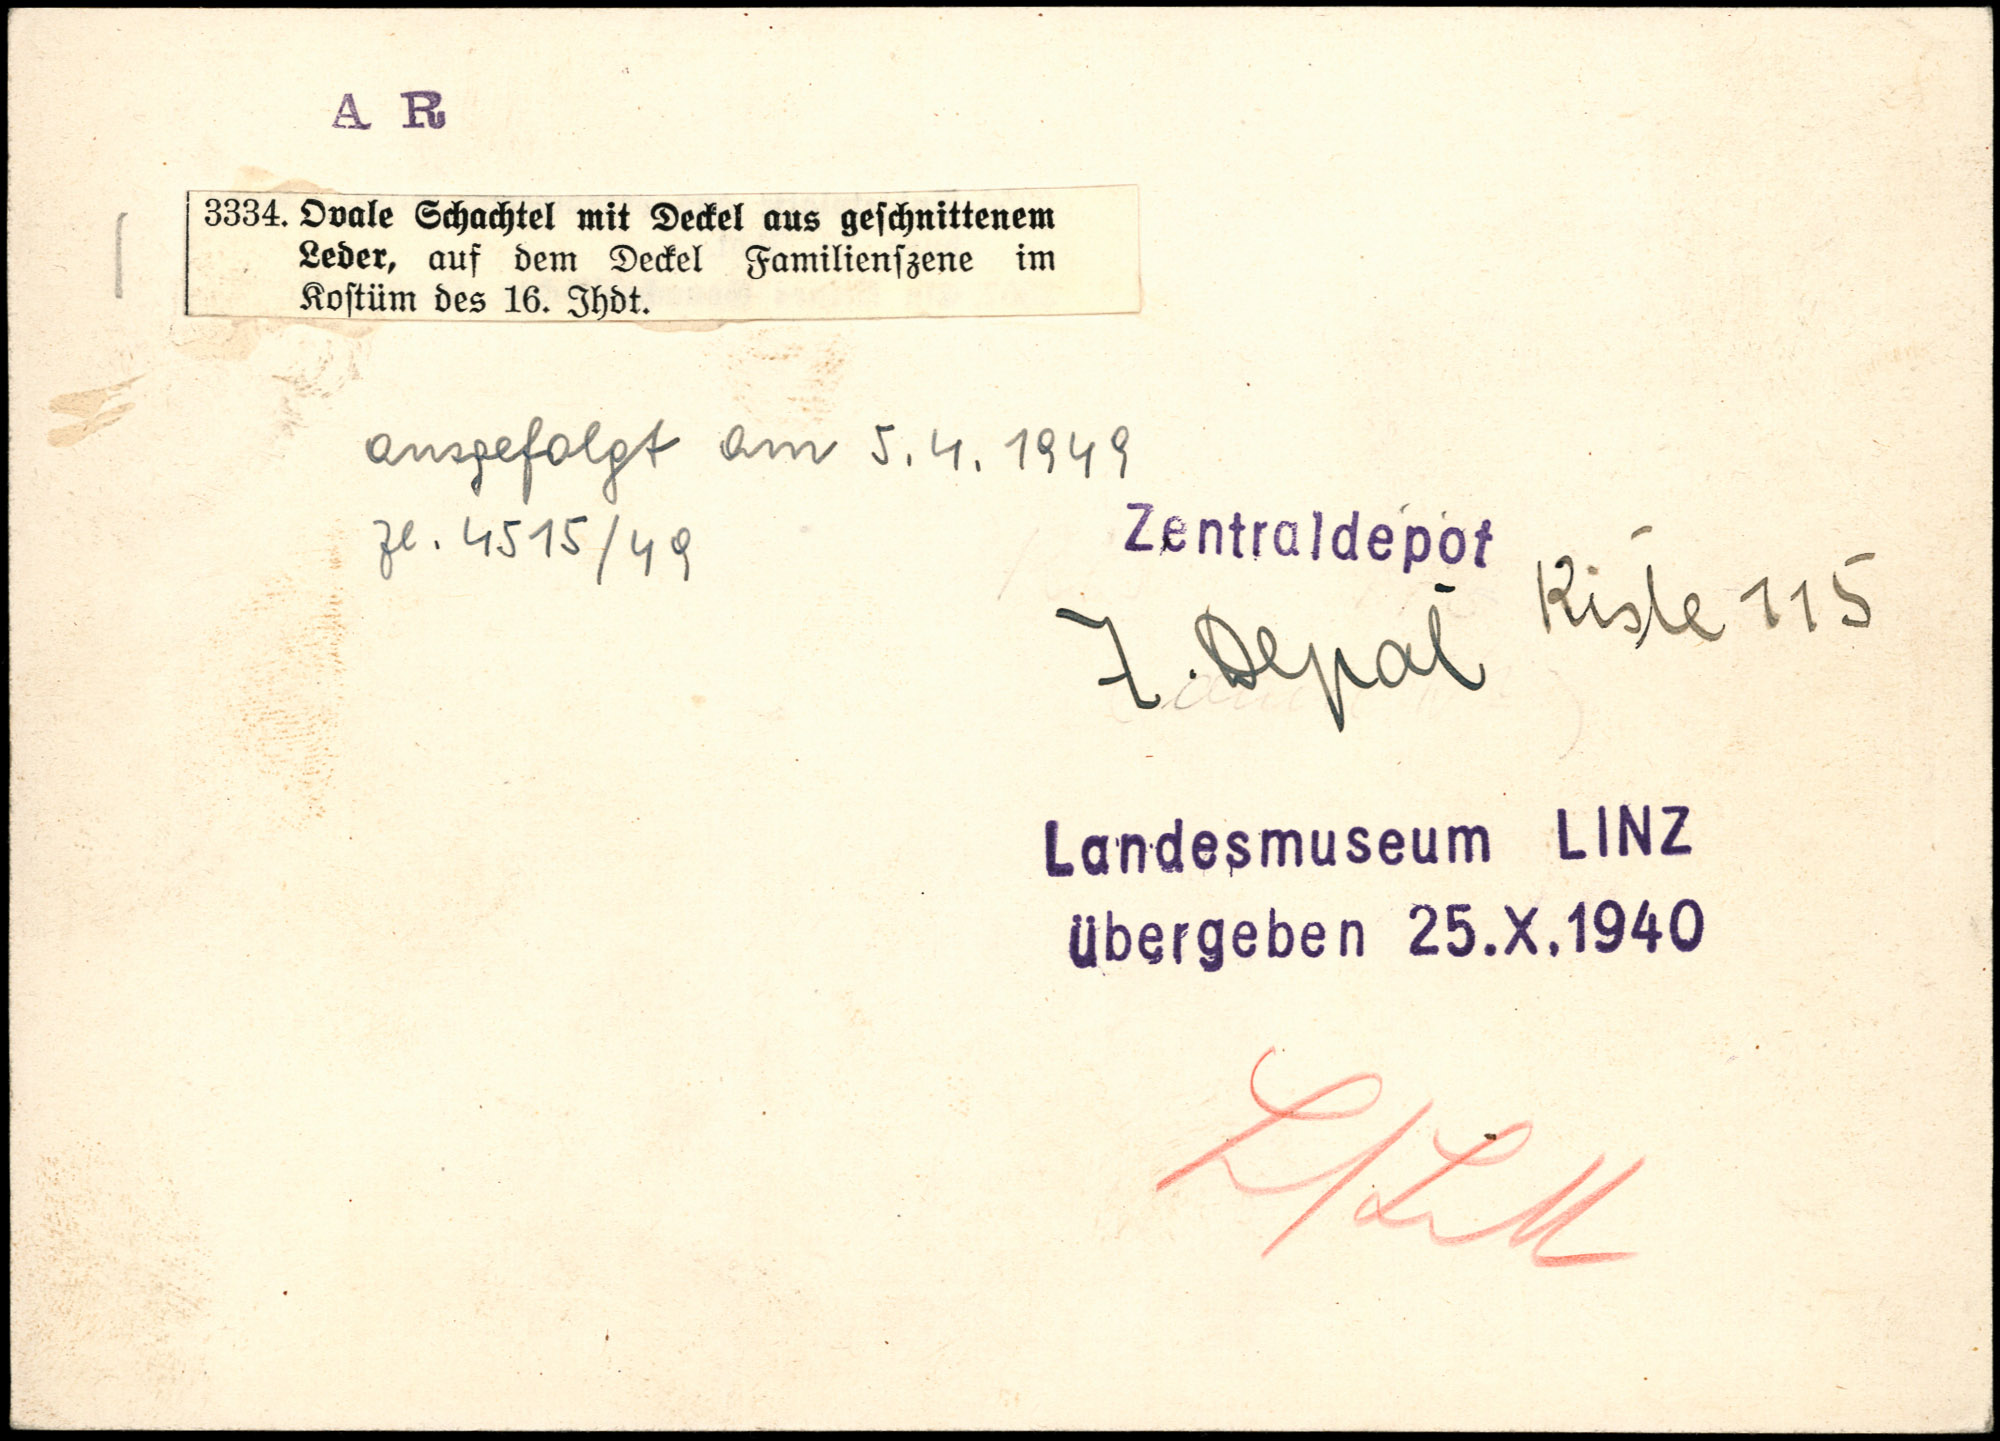 A R
3334. Ovale Schachtel mit Deckel aus geschnittenem
Leder, auf dem Deckel Familienszene im
Kostüm des 16. Jhdt.
ausgefolgt am 5.4.1949
Zl. 4515/49
Zentraldepot
Kiste 115
Z. Depot
Landesmuseum LINZ
übergeben 25.X.1940